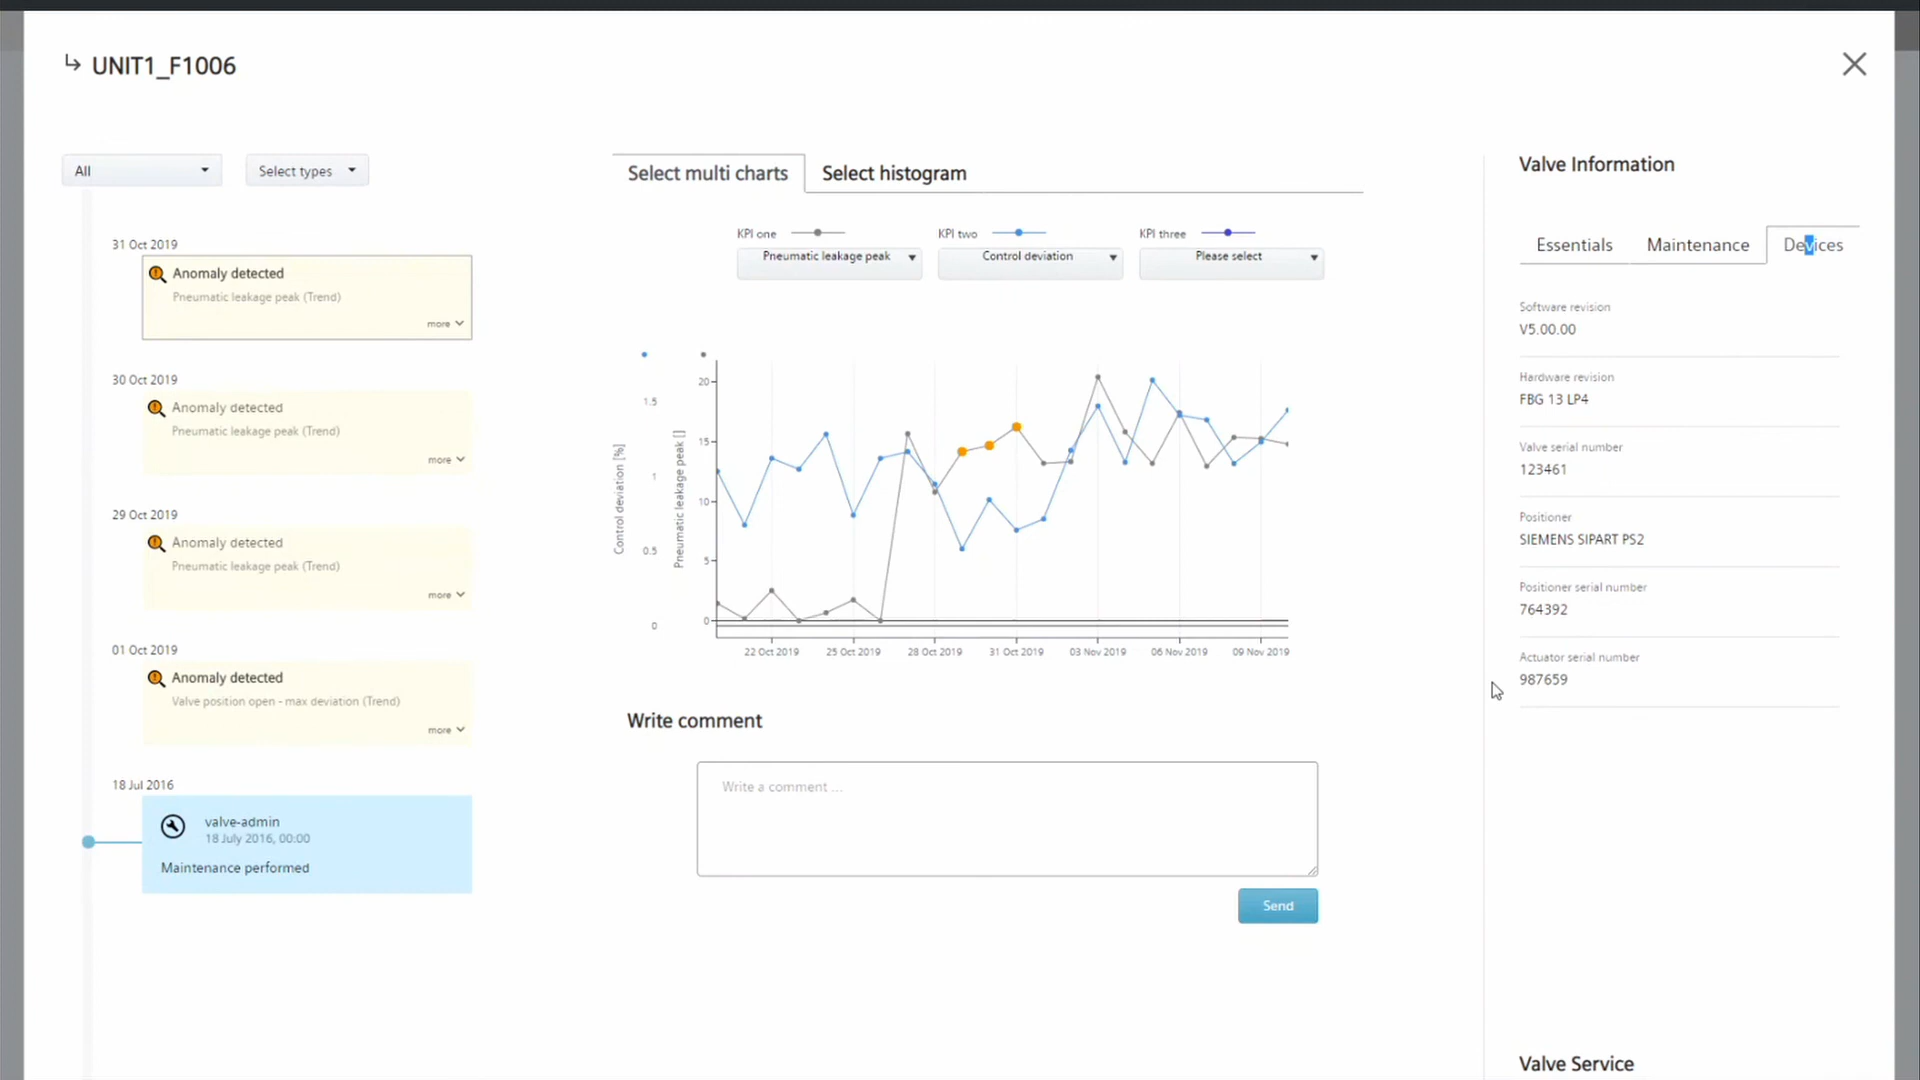 UNIT1_F1006
All
Select types
31 Oct 2019
Anomaly detected
Pneumatic leakage peak (Trend)
more
30 Oct 2019
Anomaly detected
Pneumatic leakage peak (Trend)
more
29 Oct 2019
Anomaly detected
Pneumatic leakage peak (Trend)
more
01 Oct 2019
Anomaly detected
Valve position open - max deviation (Trend)
more
18 Jul 2016
valve-admin
18 July 2016, 00:00
Maintenance performed
Select multi charts
Select histogram
KPI one
Pneumatic leakage peak
KPI two
Control deviation
KPI three
Please select
Control deviation [%]
1.5
1
0.5
0
Pneumatic leakage peak []
20
15
10
5
0
22 Oct 2019
25 Oct 2019
28 Oct 2019
31 Oct 2019
03 Nov 2019
06 Nov 2019
09 Nov 2019
Write comment
Write a comment ...
Send
Valve Information
Essentials
Maintenance
Devices
Software revision
V5.00.00
Hardware revision
FBG 13 LP4
Valve serial number
123461
Positioner
SIEMENS SIPART PS2
Positioner serial number
764392
Actuator serial number
987659
Valve Service